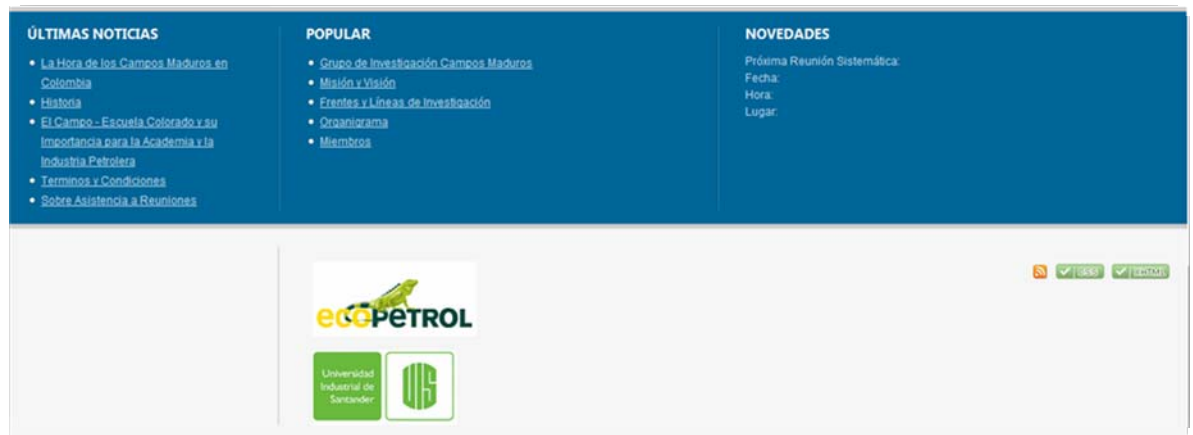 ÚLTIMAS NOTICIAS
La Hora de los Campos Maduros en
Colombia
Historia
El Campo - Escuela Colorado y su
Importancia para la Academia y la
Industria Petrolera
Terminos y Condiciones
Sobre Asistencia a Reuniones
POPULAR
Grupo de Investigación Campos Maduros
Misión y Visión
Frentes y Líneas de Investigación
Organigrama
Miembros
NOVEDADES
Próxima Reunión Sistemática:
Fecha:
Hora:
Lugar:
ecoPETROL
Universidad
Industrial de
Santander
UIS